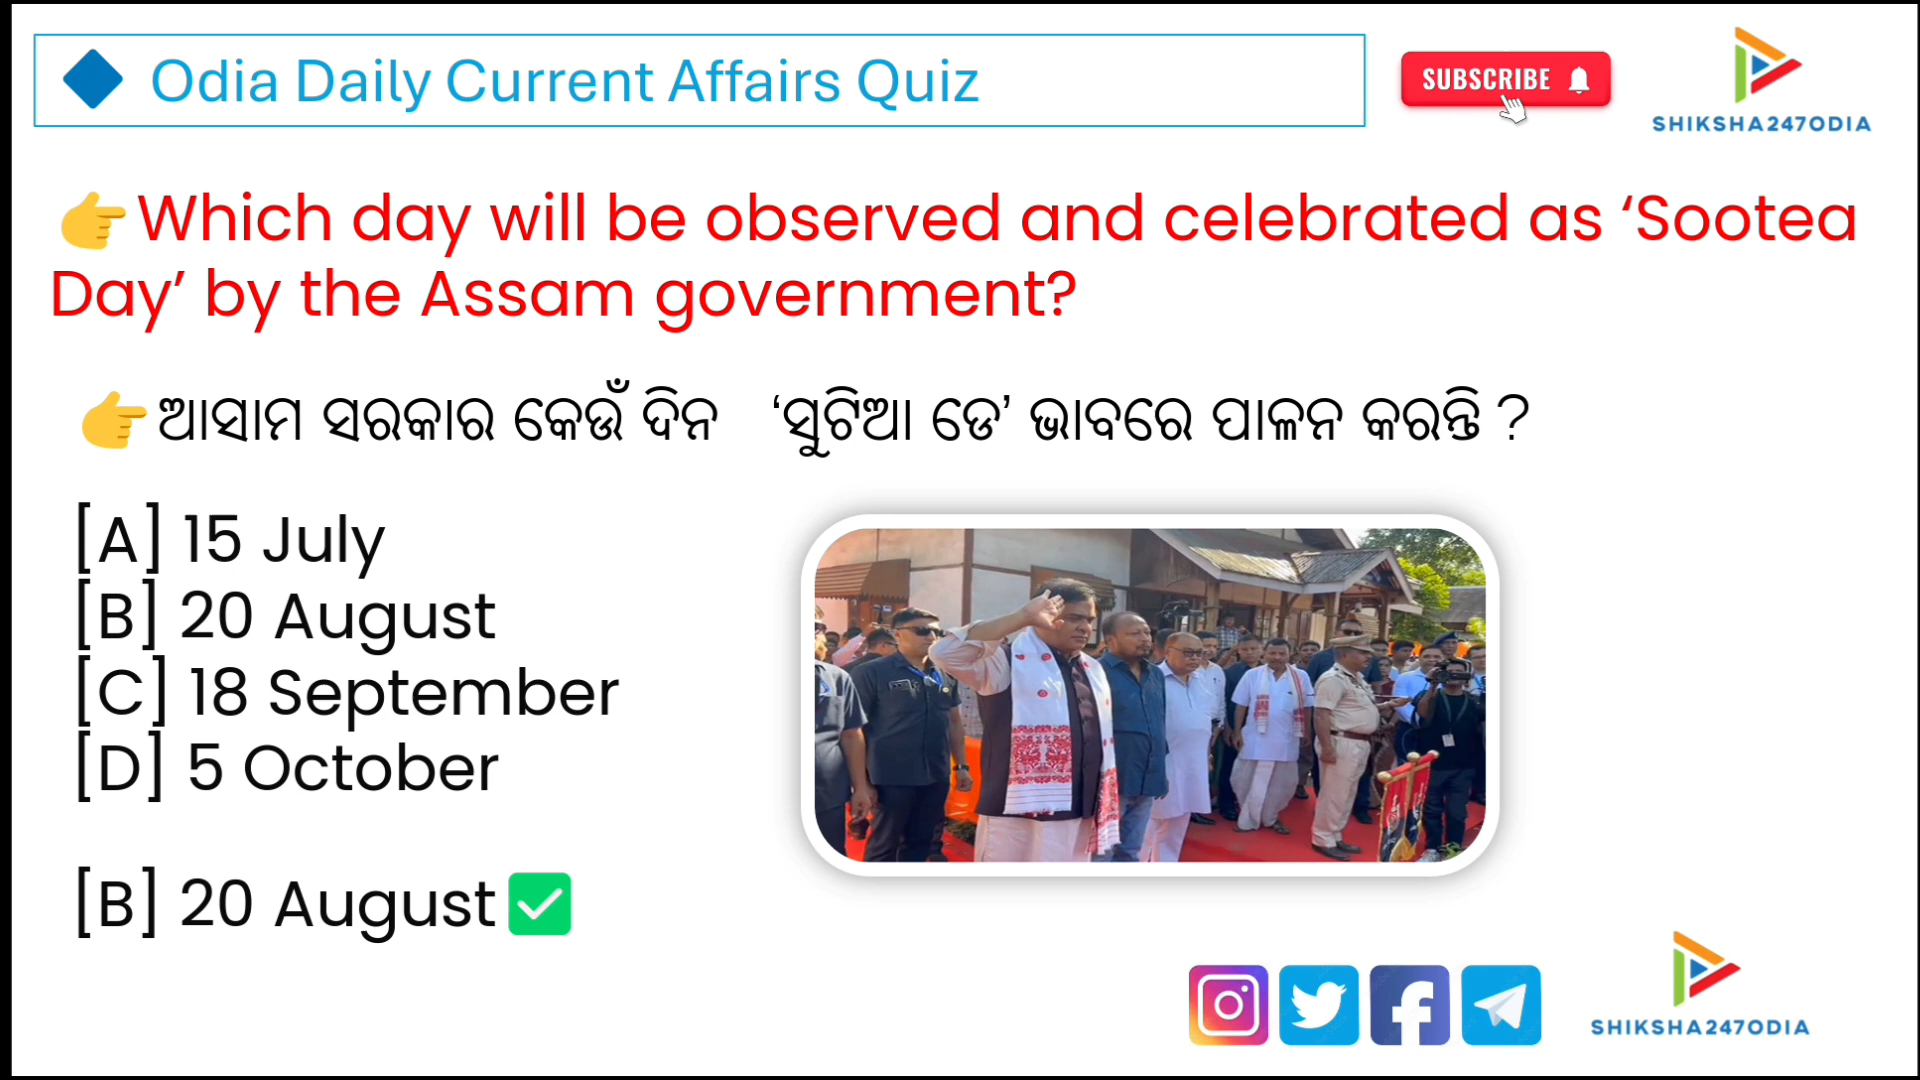 Odia Daily Current Affairs Quiz
SUBSCRIBE
SHIKSHA247ODIA
👉Which day will be observed and celebrated as ‘Sootea
Day’ by the Assam government?
👉ଆସାମ ସରକାର କେଉଁ ଦିନ ‘ସୁଟିଆ ଡେ’ ଭାବରେ ପାଳନ କରନ୍ତି ?
[A] 15 July
[B] 20 August
[C] 18 September
[D] 5 October
[B] 20 August✅
SHIKSHA247ODIA